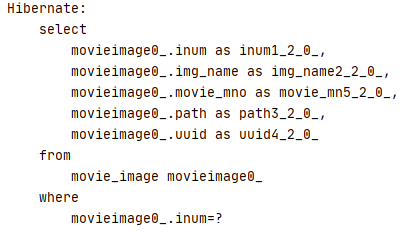 Hibernate:
    select
        movieimage0_.inum as inum1_2_0_,
        movieimage0_.img_name as img_name2_2_0_,
        movieimage0_.movie_mno as movie_mn5_2_0_,
        movieimage0_.path as path3_2_0_,
        movieimage0_.uuid as uuid4_2_0_
    from
        movie_image movieimage0_
    where
        movieimage0_.inum=?